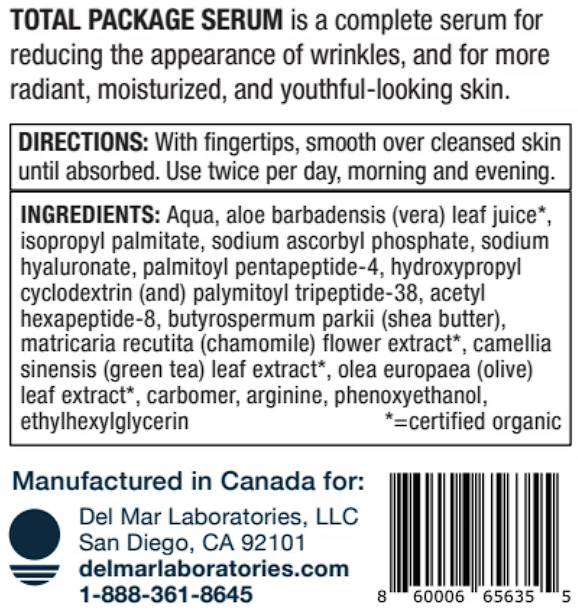 TOTAL PACKAGE SERUM is a complete serum for
reducing the appearance of wrinkles, and for more
radiant, moisturized, and youthful-looking skin.
DIRECTIONS: With fingertips, smooth over cleansed skin
until absorbed. Use twice per day, morning and evening.
INGREDIENTS: Aqua, aloe barbadensis (vera) leaf juice*,
isopropyl palmitate, sodium ascorbyl phosphate, sodium
hyaluronate, palmitoyl pentapeptide-4, hydroxypropyl
cyclodextrin (and) palymitoyl tripeptide-38, acetyl
hexapeptide-8, butyrospermum parkii (shea butter),
matricaria recutita (chamomile) flower extract*, camellia
sinensis (green tea) leaf extract*, olea europaea (olive)
leaf extract*, carbomer, arginine, phenoxyethanol,
ethylhexylglycerin *=certified organic
Manufactured in Canada for:
Del Mar Laboratories, LLC
San Diego, CA 92101
delmarlaboratories.com
1-888-361-8645
8 60006 65635 5